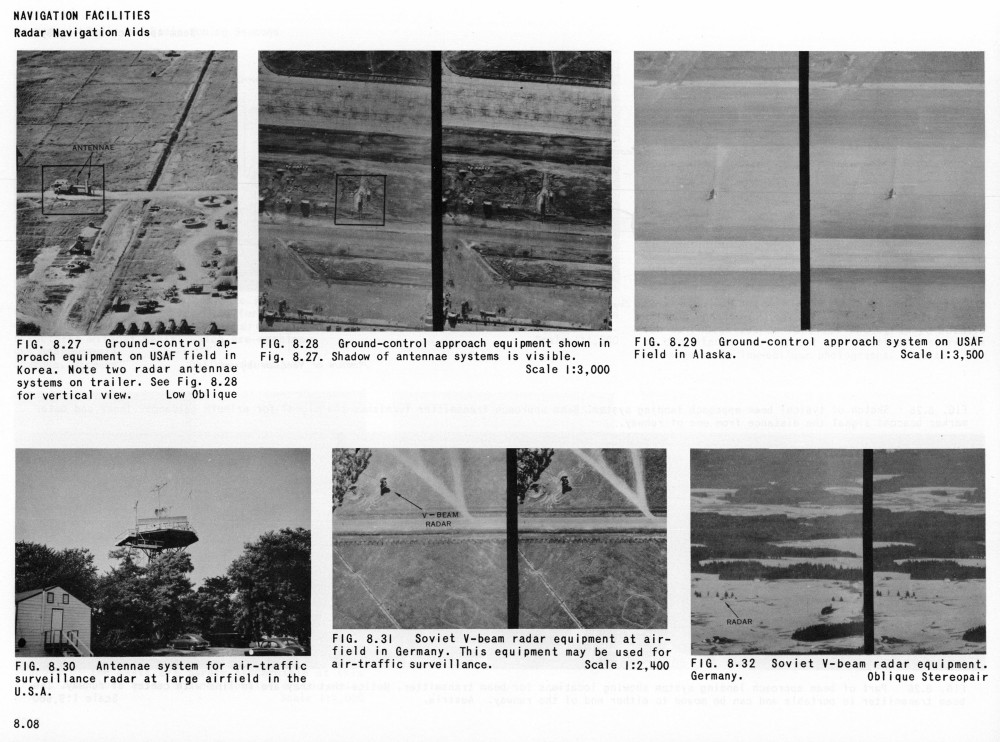 NAVIGATION FACILITIES
Radar Navigation Aids
ANTENNAE
FIG. 8.27 Ground-control ap-
proach equipment on USAF field in
Korea. Note two radar antennae
systems on trailer. See Fig. 8.28
for vertical view. Low Oblique
FIG. 8.28 Ground-control approach equipment shown in
Fig. 8.27. Shadow of antennae systems is visible.
Scale 1:3,000
FIG. 8.29 Ground-control approach system on USAF
Field in Alaska. Scale 1:3,500
FIG. 8.30 Antennae system for air-traffic
surveillance radar at large airfield in the
U.S.A.
V-BEAM
RADAR
FIG. 8.31 Soviet V-beam radar equipment at air-
field in Germany. This equipment may be used for
air-traffic surveillance. Scale 1:2,400
RADAR
FIG. 8.32 Soviet V-beam radar equipment.
Germany. Oblique Stereopair
8.08